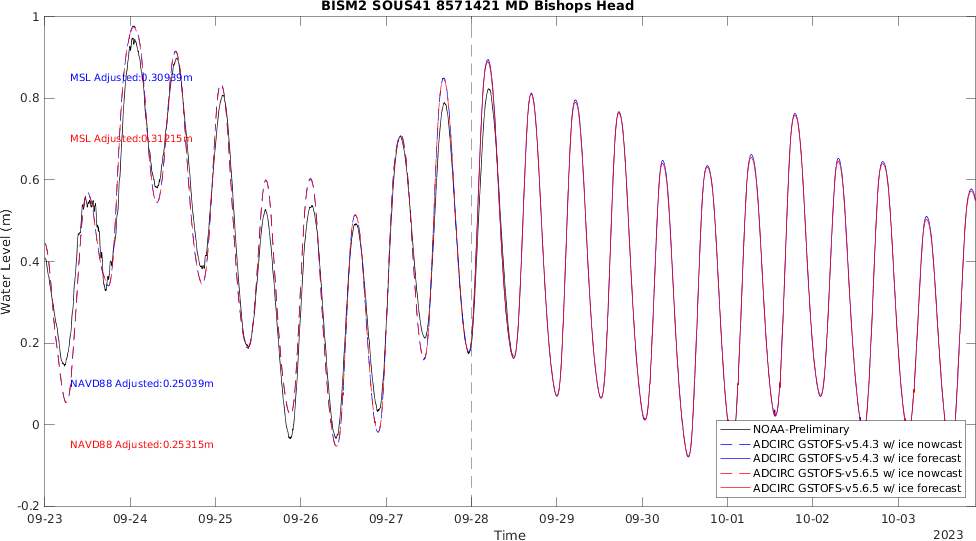 BISM2 SOUS41 8571421 MD Bishops Head
1
0.8
0.6
0.4
0.2
0
-0.2
Water Level (m)
MSL Adjusted:0.30939m
MSL Adjusted:0.31215m
NAVD88 Adjusted:0.25039m
NAVD88 Adjusted:0.25315m
NOAA-Preliminary
ADCIRC GSTOFS-v5.4.3 w/ ice nowcast
ADCIRC GSTOFS-v5.4.3 w/ ice forecast
ADCIRC GSTOFS-v5.6.5 w/ ice nowcast
ADCIRC GSTOFS-v5.6.5 w/ ice forecast
09-23 09-24 09-25 09-26 09-27 09-28 09-29 09-30 10-01 10-02 10-03
Time
2023